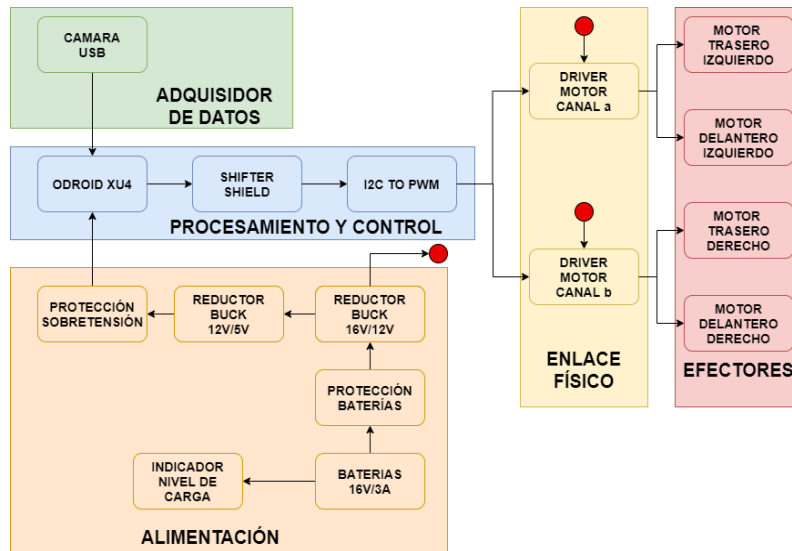 CAMARA
USB
ADQUISIDOR
DE DATOS
ODROID XU4
SHIFTER
SHIELD
I2C TO PWM
PROCESAMIENTO Y CONTROL
PROTECCIÓN
SOBRETENSIÓN
REDUCTOR
BUCK
12V/5V
REDUCTOR
BUCK
16V/12V
PROTECCIÓN
BATERÍAS
INDICADOR
NIVEL DE
CARGA
BATERIAS
16V/3A
ALIMENTACIÓN
DRIVER
MOTOR
CANAL a
DRIVER
MOTOR
CANAL b
ENLACE
FÍSICO
MOTOR
TRASERO
IZQUIERDO
MOTOR
DELANTERO
IZQUIERDO
MOTOR
TRASERO
DERECHO
MOTOR
DELANTERO
DERECHO
EFECTORES